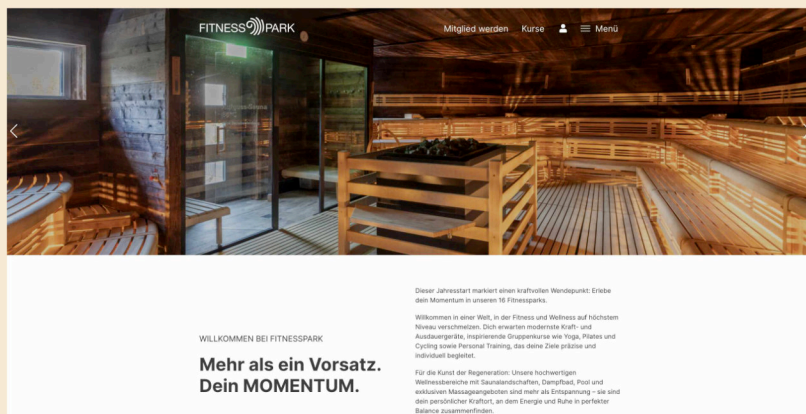 FITNESS PARK
Mitglied werden Kurse Menü
WILLKOMMEN BEI FITNESSPARK
Mehr als ein Vorsatz.
Dein MOMENTUM.
Dieser Jahresstart markiert einen kraftvollen Wendepunkt: Erlebe
dein Momentum in unseren 16 Fitnessparks.
Willkommen in einer Welt, in der Fitness und Wellness auf höchstem
Niveau verschmelzen. Dich erwarten modernste Kraft- und
Ausdauergeräte, inspirierende Gruppenkurse wie Yoga, Pilates und
Cycling sowie Personal Training, das deine Ziele präzise und
individuell begleitet.
Für die Kunst der Regeneration: Unsere hochwertigen
Wellnessbereiche mit Saunalandschaften, Dampfbad, Pool und
exklusiven Massageangeboten sind mehr als Entspannung – sie sind
dein persönlicher Kraftort, an dem Energie und Ruhe in perfekter
Balance zusammenfinden.